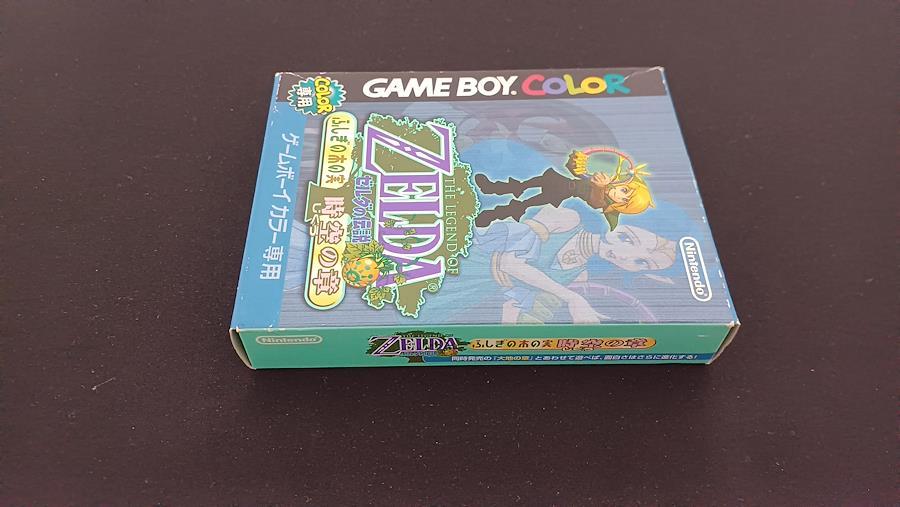 GAME BOY COLOR
COLOR
専用
ゲームボーイカラー専用
THE LEGEND OF
ZELDA
ゼルダの伝説
ふしぎの木の実
時空の章
Nintendo
Nintendo
ZELDA
ふしぎの木の実 時空の章
同時発売の「大地の章」とあわせて遊べば、面白さはさらに進化する!